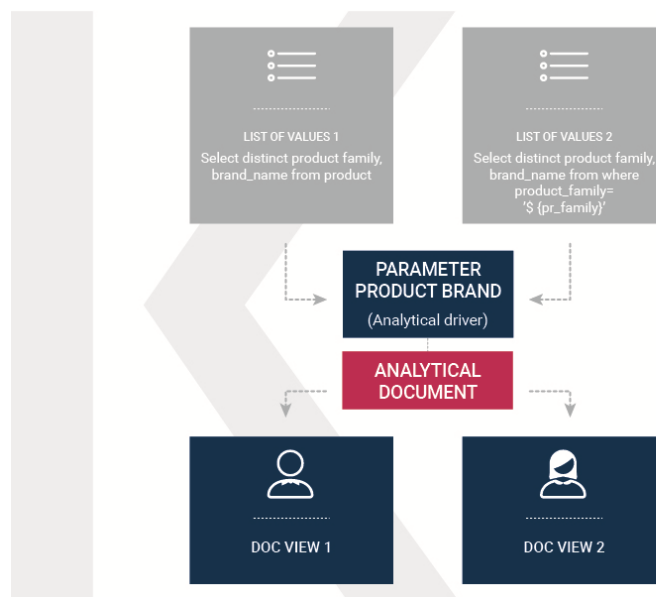 LIST OF VALUES 1
Select distinct product family,
brand_name from product
LIST OF VALUES 2
Select distinct product family,
brand_name from where
product_family=
'$ {pr_family}'
PARAMETER
PRODUCT BRAND
(Analytical driver)
ANALYTICAL
DOCUMENT
DOC VIEW 1
DOC VIEW 2